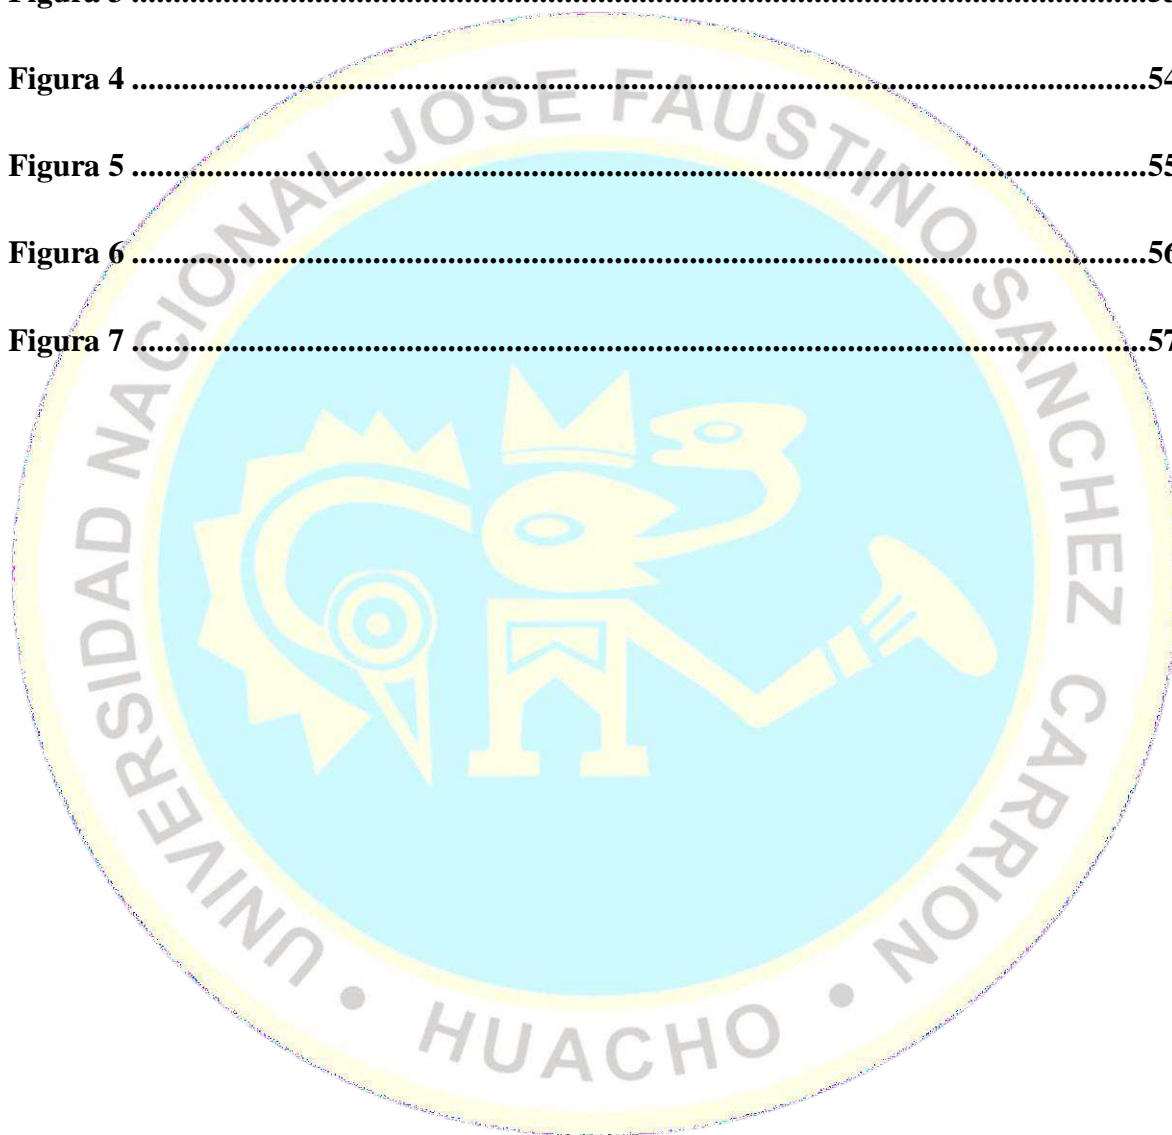 Figura 4 ........................................................................................................................54
Figura 5 ........................................................................................................................55
Figura 6 ........................................................................................................................56
Figura 7 ........................................................................................................................57
UNIVERSIDAD NACIONAL JOSE FAUSTINO SANCHEZ CARRION • HUACHO •